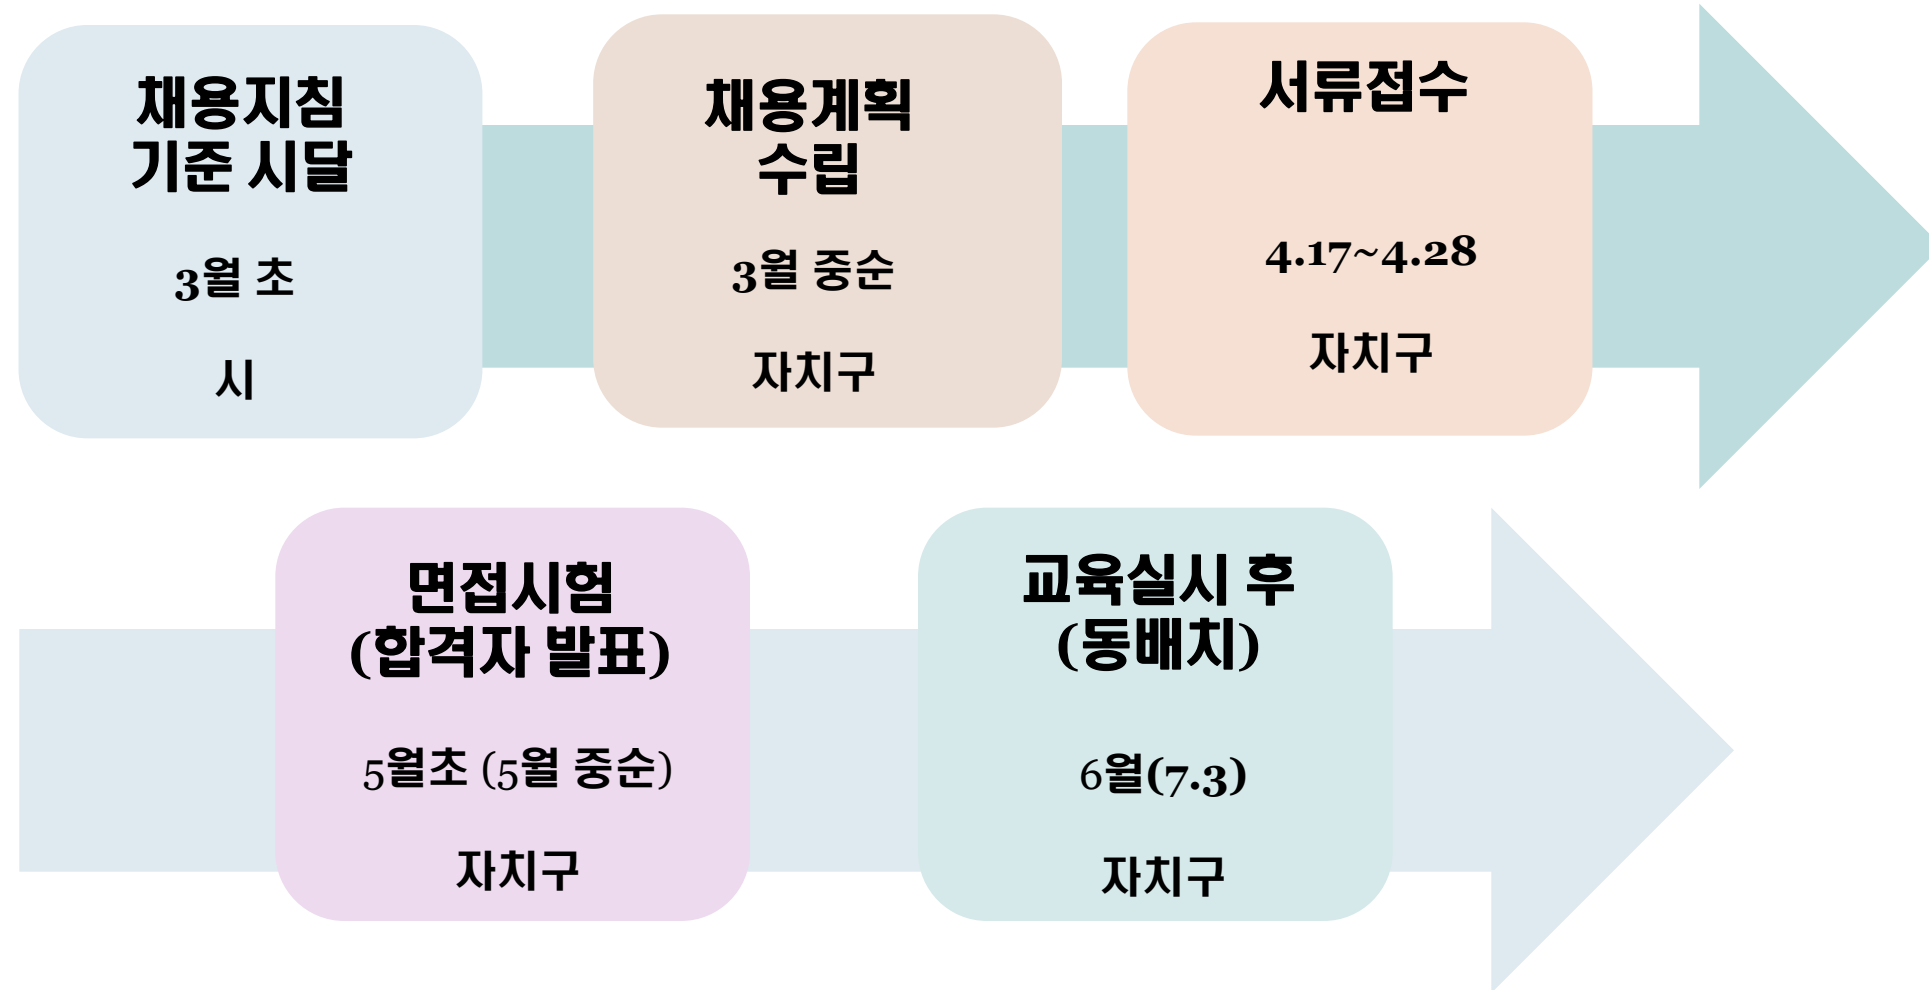 채용지침
기준 시달
3월 초
시
채용계획
수립
3월 중순
자치구
서류접수
4.17~4.28
자치구
면접시험
(합격자 발표)
5월초 (5월 중순)
자치구
교육실시 후
(동배치)
6월(7.3)
자치구